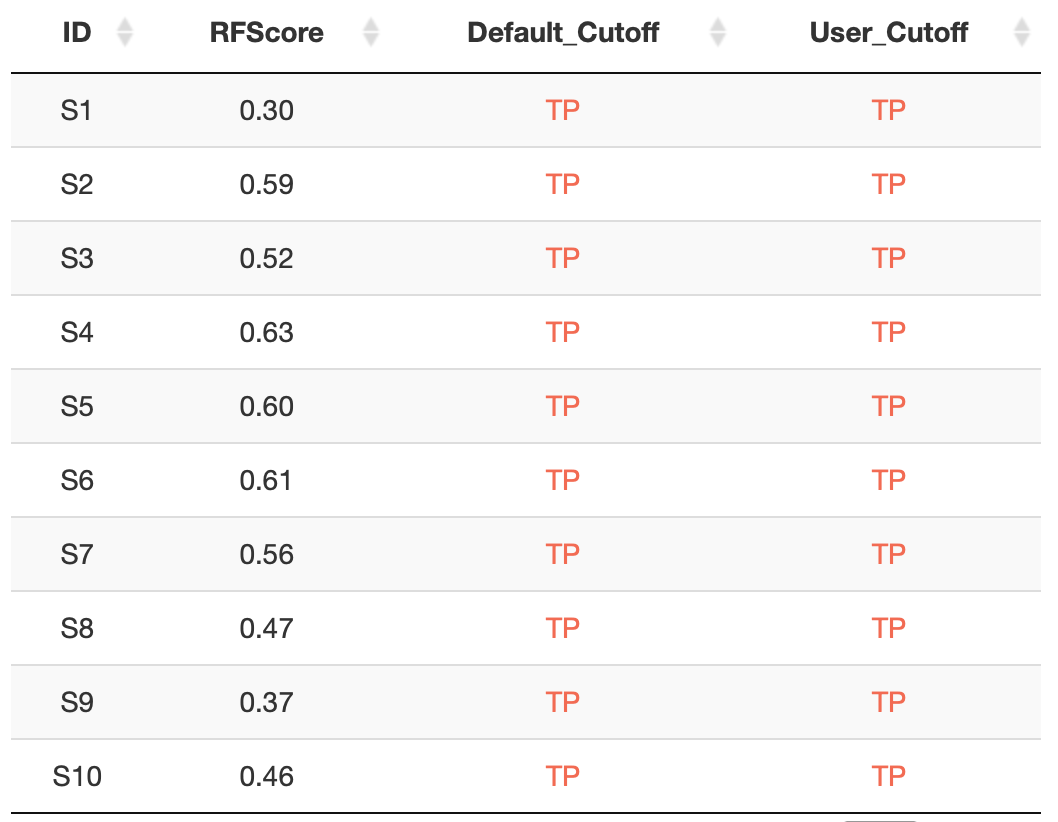 ID RFScore Default_Cutoff User_Cutoff
S1 0.30 TP TP
S2 0.59 TP TP
S3 0.52 TP TP
S4 0.63 TP TP
S5 0.60 TP TP
S6 0.61 TP TP
S7 0.56 TP TP
S8 0.47 TP TP
S9 0.37 TP TP
S10 0.46 TP TP